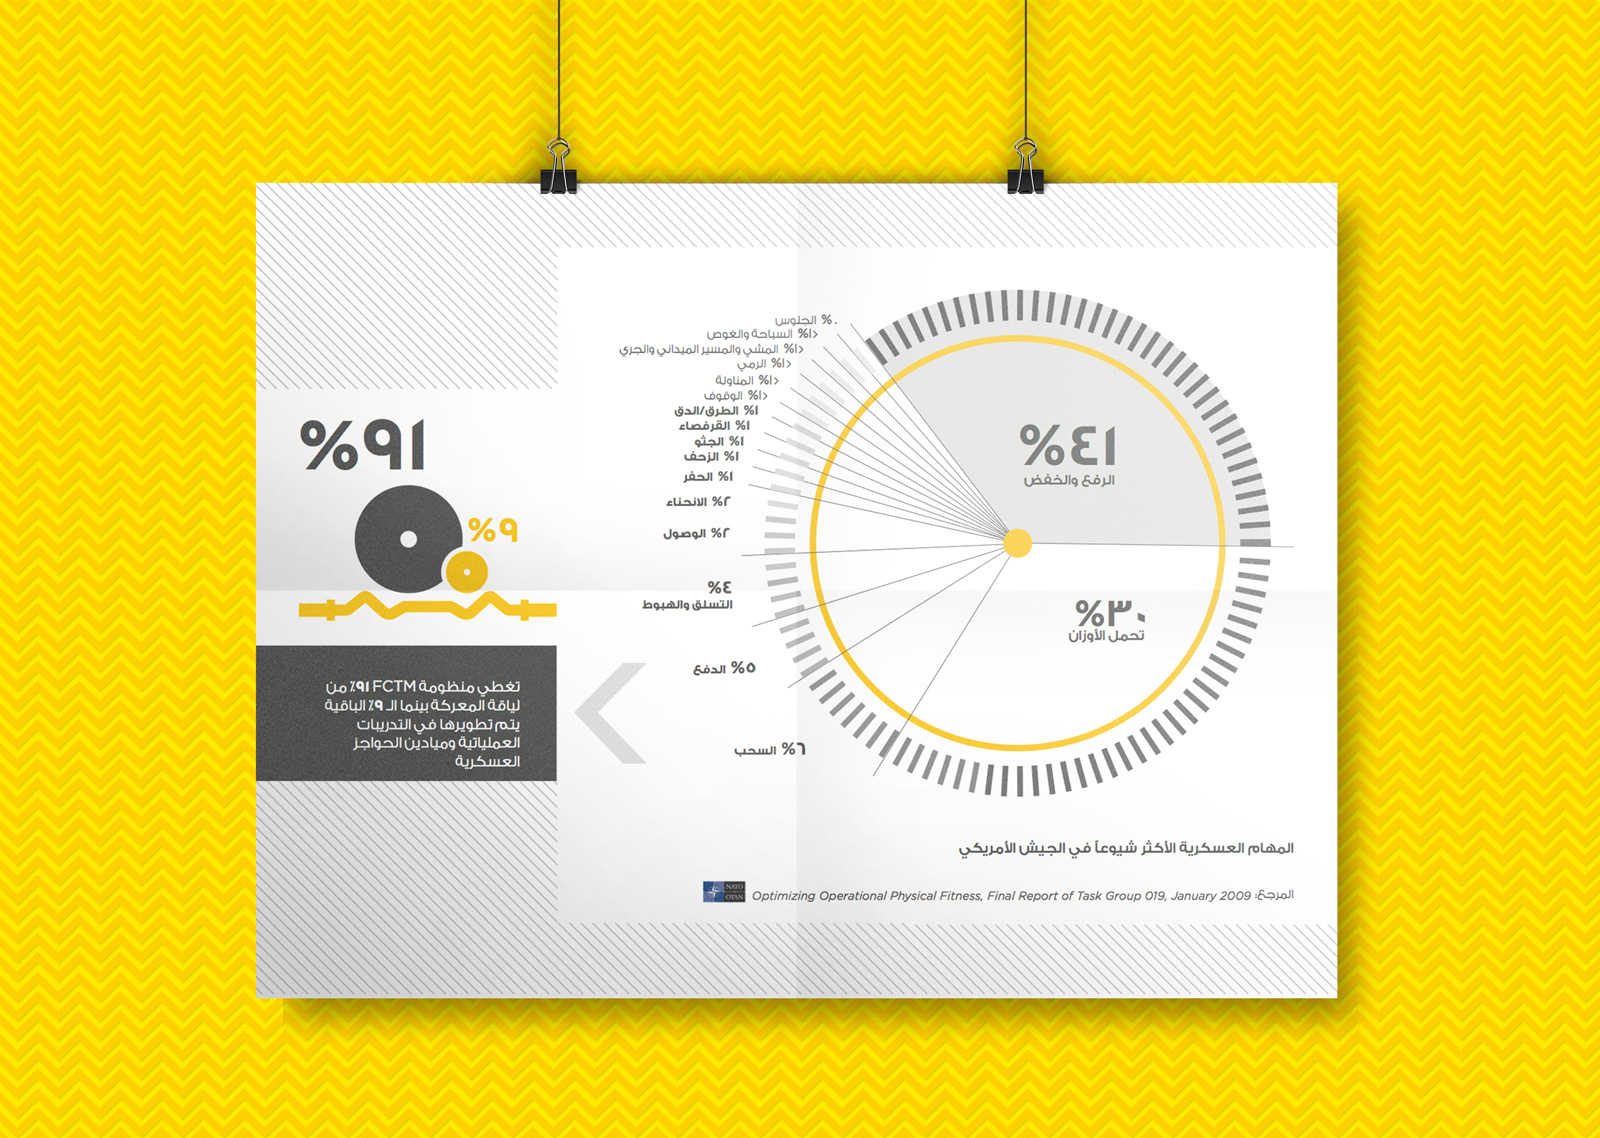 %٠ الجلوس
<١% السباحة والغوص
<١% المشي والمسير الميداني والجري
<١% الرمي
<١% المناولة
<١% الوقوف
١% الطرق/الدق
١% القرفصاء
١% الجثو
١% الزحف
١% الحفر
٢% الانحناء
٢% الوصول
٤%
التسلق والهبوط
٥% الدفع
٦% السحب
٤١%
الرفع والخفض
٣٠%
تحمل الأوزان
المهام العسكرية الأكثر شيوعاً في الجيش الأمريكي
المرجع: Optimizing Operational Physical Fitness, Final Report of Task Group 019, January 2009
NATO
OTAN
٩١%
٩%
تغطي منظومة FCTM ٩١٪ من
لياقة المعركة بينما الـ ٩٪ الباقية
يتم تطويرها في التدريبات
العملياتية وميادين الحواجز
العسكرية